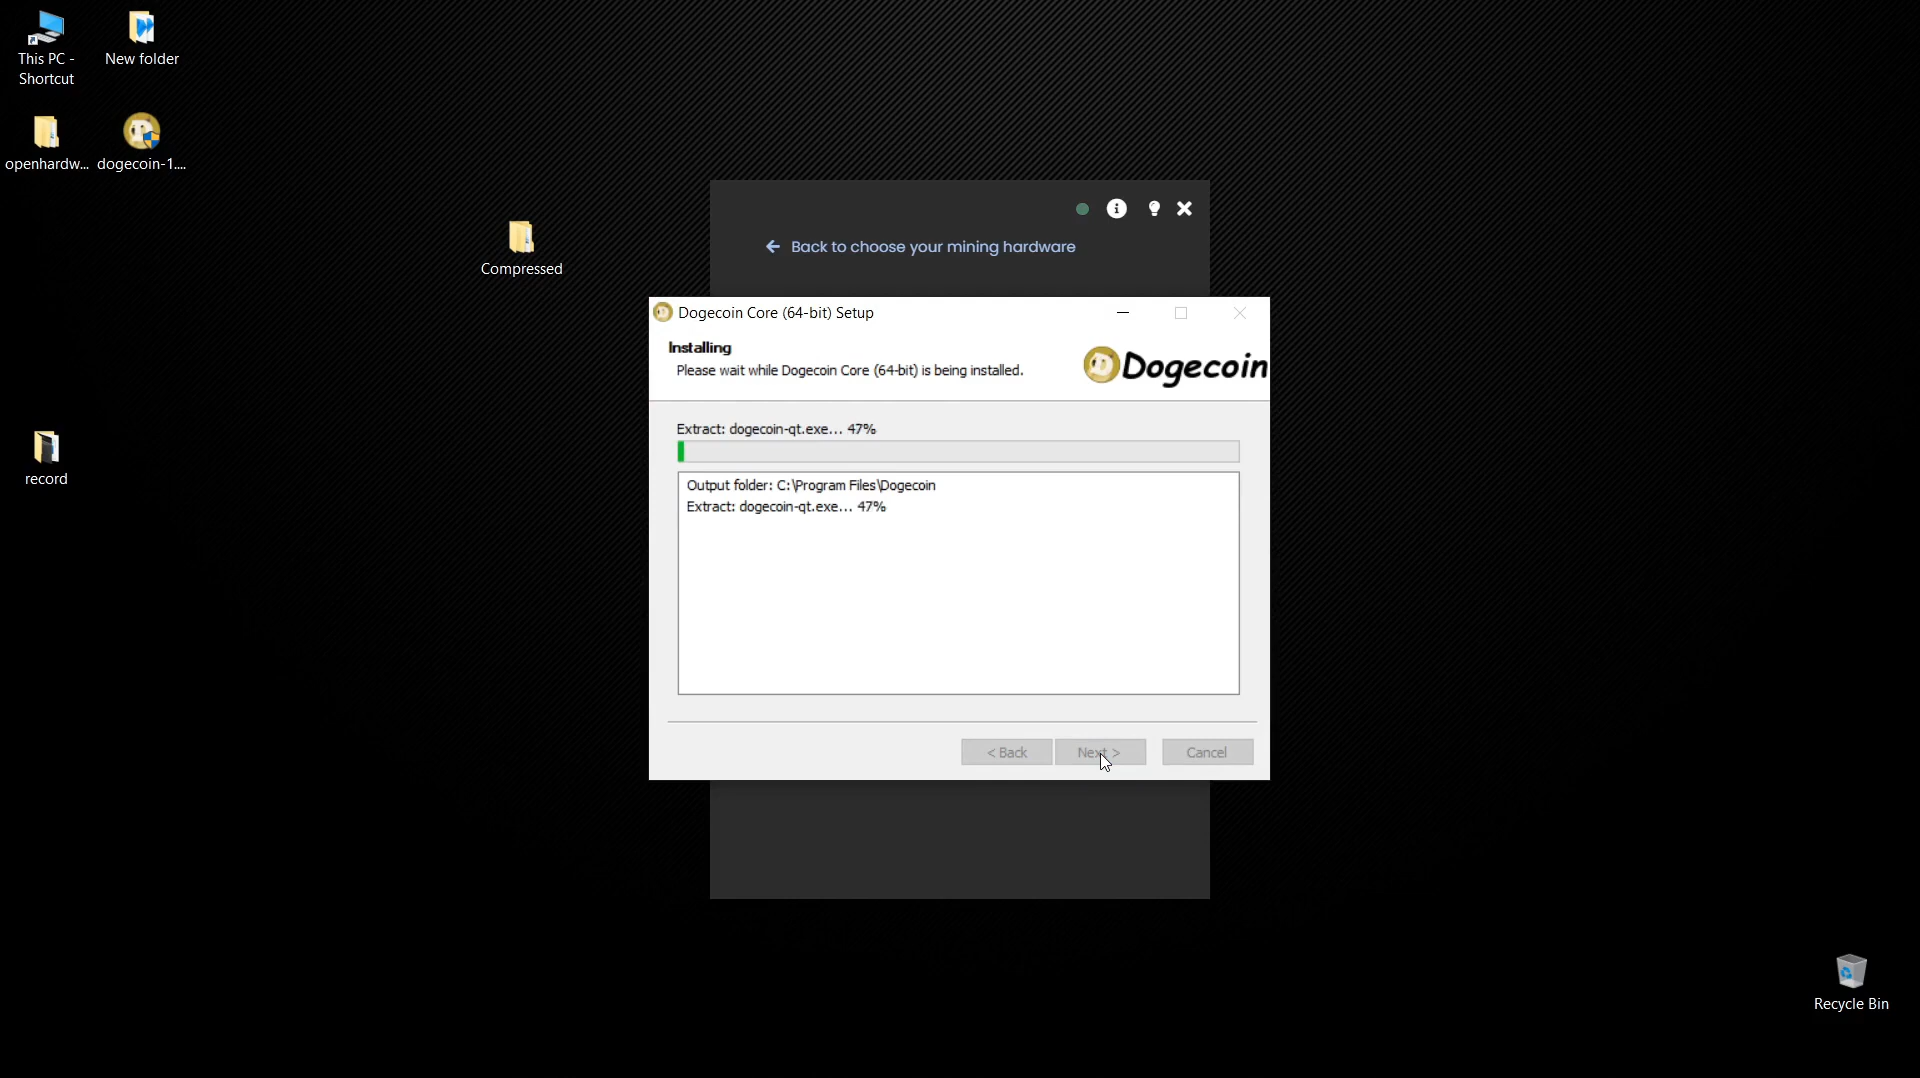 This PC -
Shortcut
New folder
openhardw...
dogecoin-1....
Compressed
record
Back to choose your mining hardware
Dogecoin Core (64-bit) Setup
Installing
Please wait while Dogecoin Core (64-bit) is being installed.
Dogecoin
Extract: dogecoin-qt.exe... 47%
Output folder: C:\Program Files\Dogecoin
Extract: dogecoin-qt.exe... 47%
< Back
Next >
Cancel
Recycle Bin